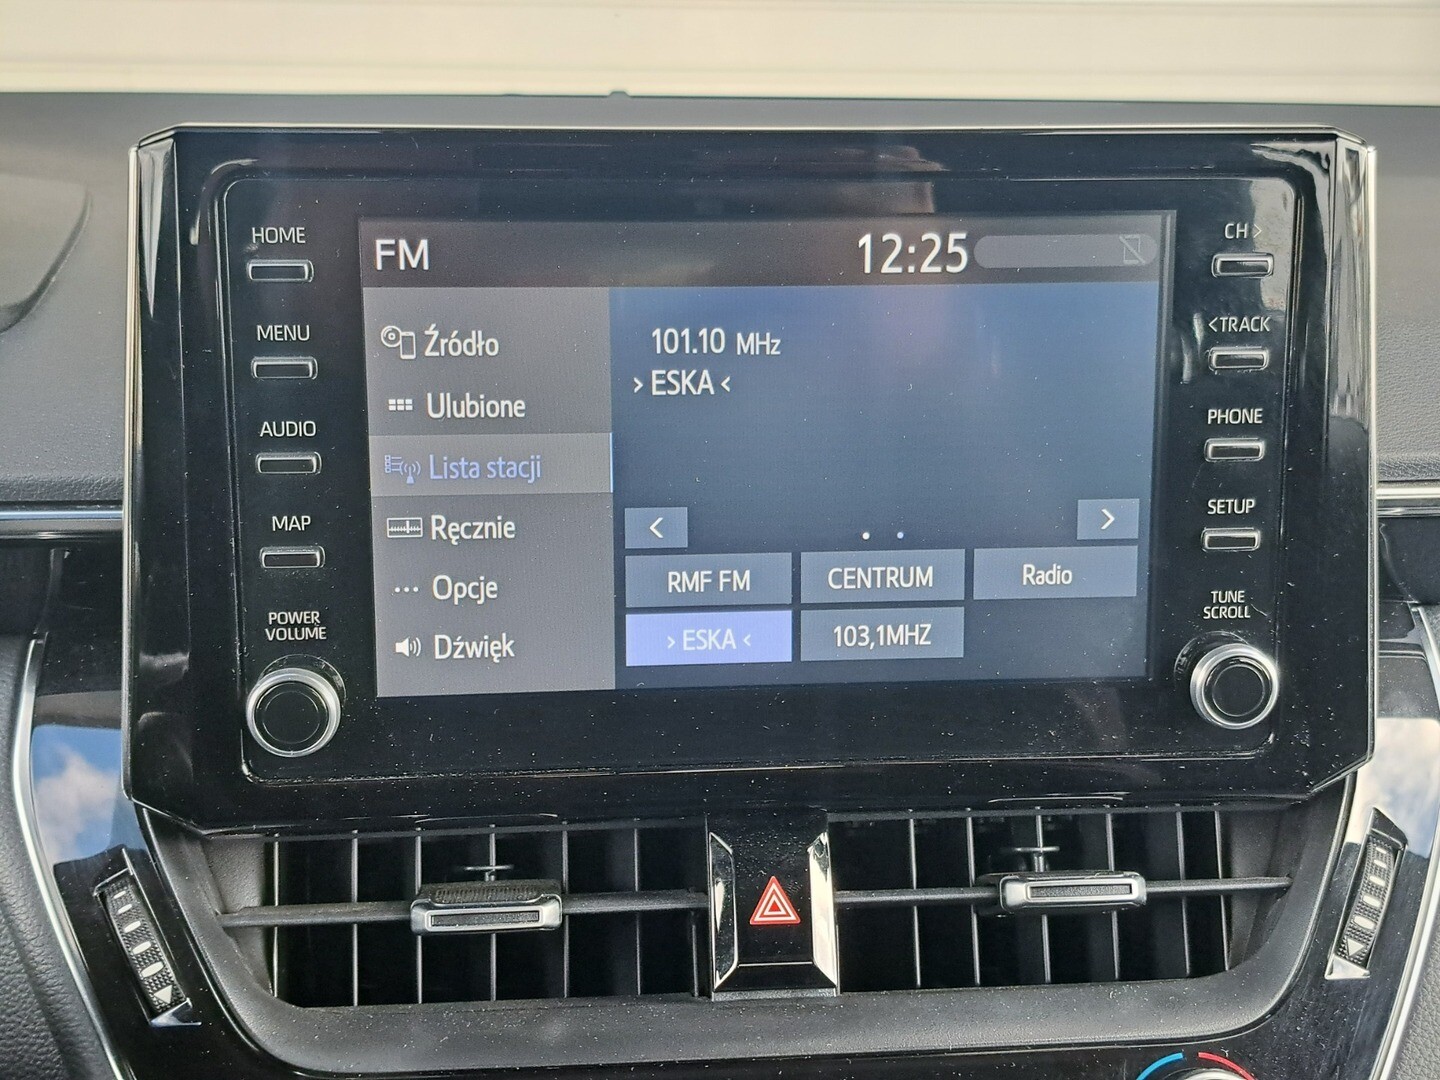 HOME
MENU
AUDIO
MAP
POWER
VOLUME
FM
12:25
Źródło
Ulubione
Lista stacji
Ręcznie
Opcje
Dźwięk
101.10 MHz
> ESKA <
<
>
RMF FM
CENTRUM
Radio
> ESKA <
103,1MHZ
CH >
< TRACK
PHONE
SETUP
TUNE
SCROLL